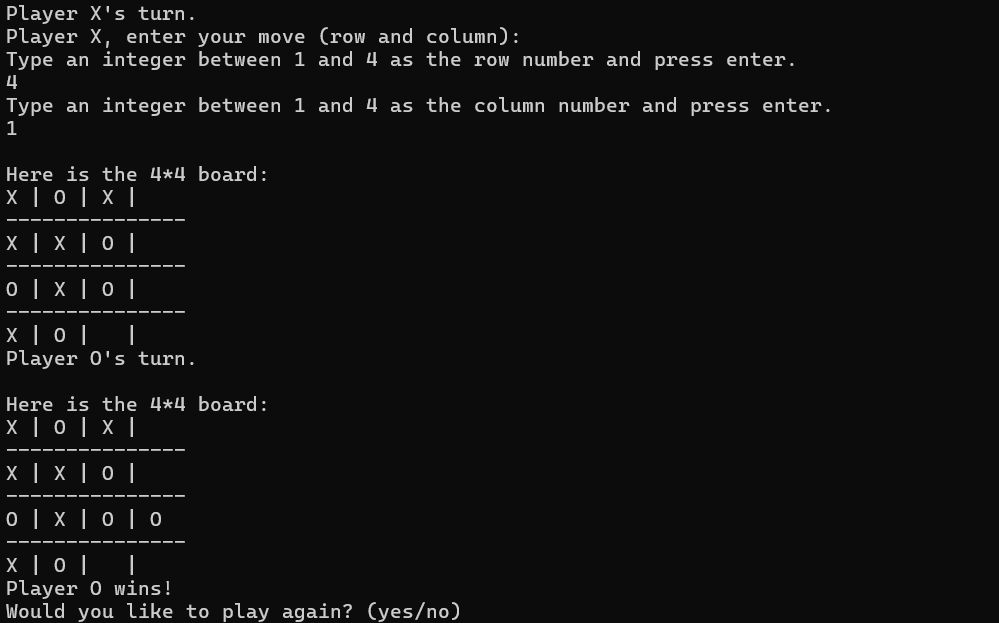 Player X's turn.
Player X, enter your move (row and column):
Type an integer between 1 and 4 as the row number and press enter.
4
Type an integer between 1 and 4 as the column number and press enter.
1

Here is the 4*4 board:
X | O | X |
---------------
X | X | O |
---------------
O | X | O |
---------------
X | O |   |
Player O's turn.

Here is the 4*4 board:
X | O | X |
---------------
X | X | O |
---------------
O | X | O | O
---------------
X | O |   |
Player O wins!
Would you like to play again? (yes/no)